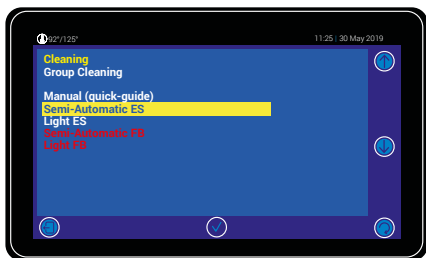 92°/125°
11:25 | 30 May 2019
Cleaning
Group Cleaning
Manual (quick-guide)
Semi-Automatic ES
Light ES
Semi-Automatic FB
Light FB